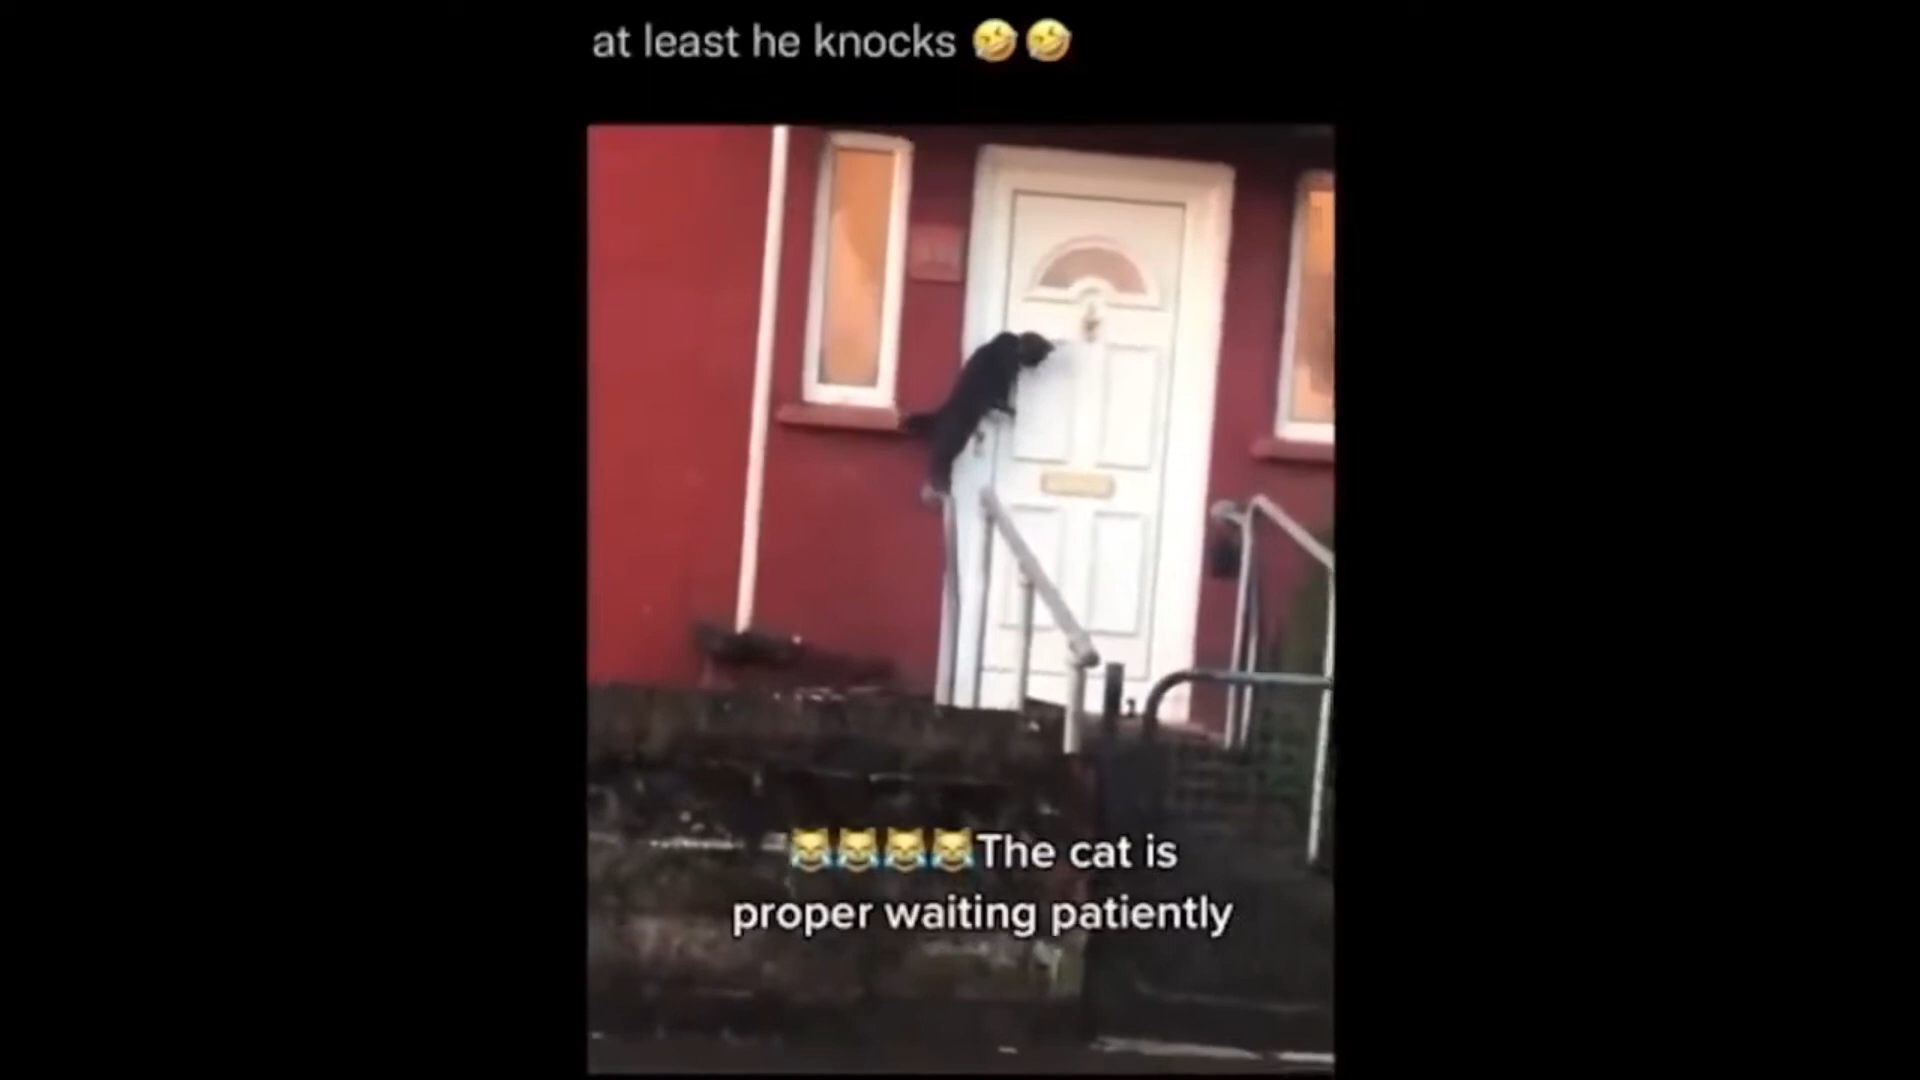 at least he knocks 🤣🤣
😹😹😹😹The cat is
proper waiting patiently